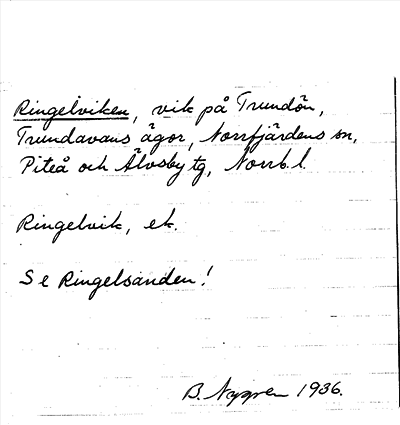 Ringelviken, vik på Trundön,
Trundavans ägor, Norrfjärdens sn,
Piteå och Älvsby tg, Norrb. l.
Ringelvik, ek.
Se Ringelsanden!
B. Nygren 1936.